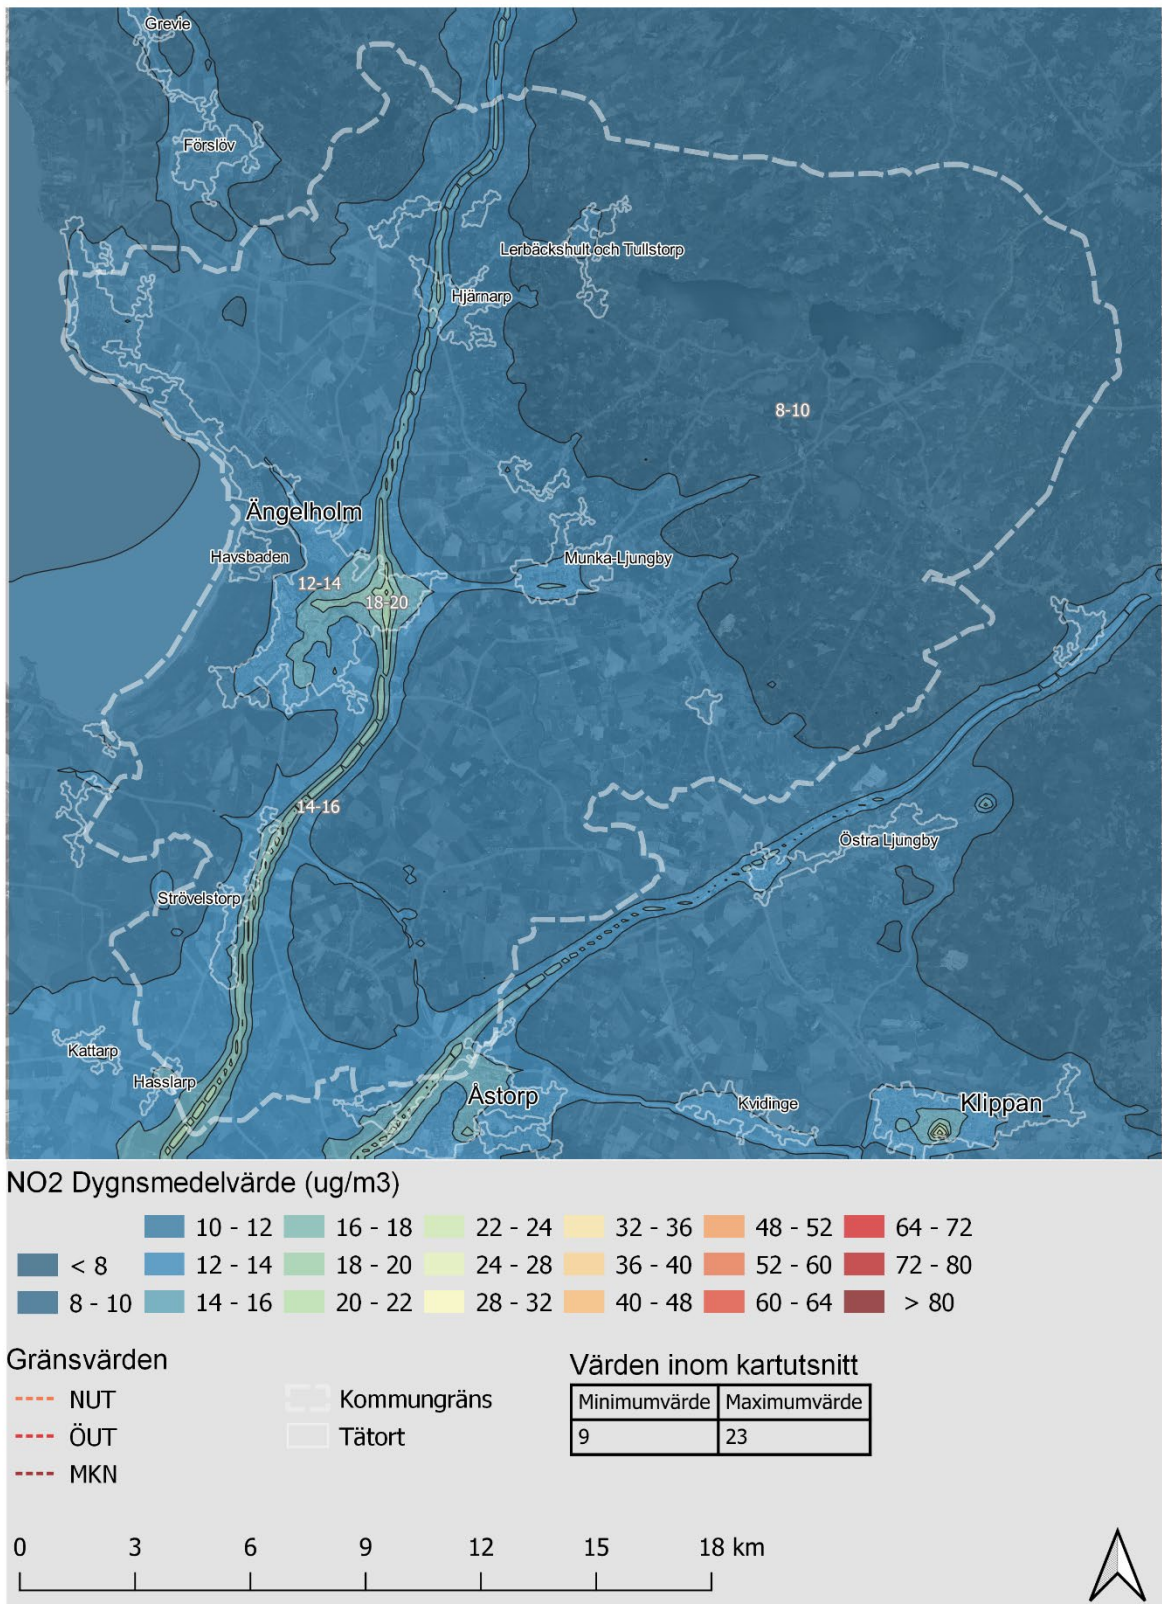 Grevie
Förslöv
Lerbäckshult och Tullstorp
Hjärnarp
8-10
Ängelholm
Havsbaden
Munka-Ljungby
12-14
18-20
14-16
Östra Ljungby
Strövelstorp
Kattarp
Hasslarp
Åstorp
Kvidinge
Klippan
NO2 Dygnsmedelvärde (ug/m3)
10 - 12 16 - 18 22 - 24 32 - 36 48 - 52 64 - 72
< 8 12 - 14 18 - 20 24 - 28 36 - 40 52 - 60 72 - 80
8 - 10 14 - 16 20 - 22 28 - 32 40 - 48 60 - 64 > 80
Gränsvärden
NUT
ÖUT
MKN
Kommungräns
Tätort
Värden inom kartutsnitt
Minimumvärde Maximumvärde
9 23
0 3 6 9 12 15 18 km